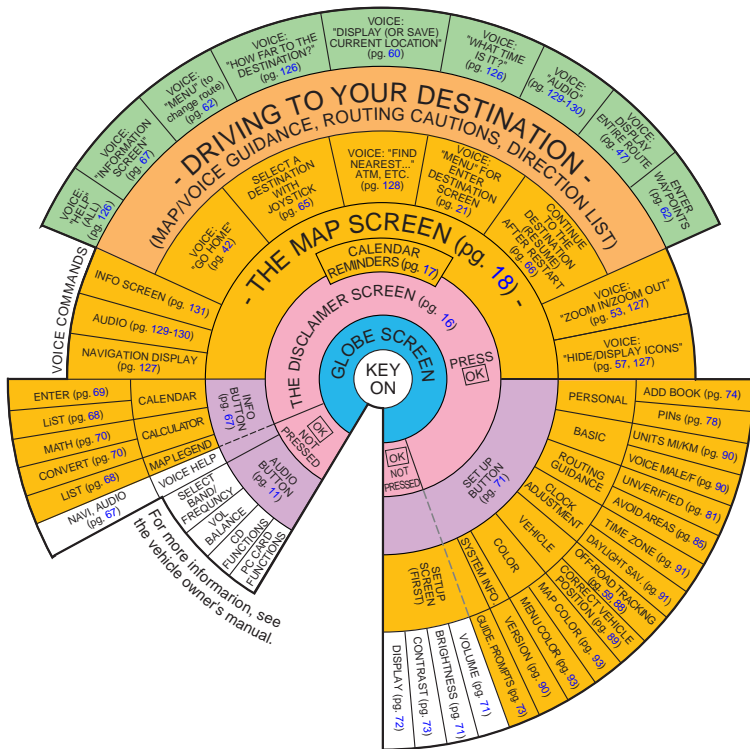 VOICE:
"HELP"
(ALL)
(pg. 126)
VOICE:
"INFORMATION
SCREEN"
(pg. 67)
VOICE:
"MENU" (to
change route)
(pg. 62)
VOICE:
"HOW FAR TO THE
DESTINATION?"
(pg. 126)
VOICE:
"DISPLAY (OR SAVE)
CURRENT LOCATION"
(pg. 60)
VOICE:
"WHAT TIME
IS IT?"
(pg. 126)
VOICE:
"AUDIO"
(pg. 129-130)
VOICE:
DISPLAY
ENTIRE ROUTE
(pg. 47)
ENTER
WAYPOINTS
(pg. 62)
- DRIVING TO YOUR DESTINATION -
(MAP/VOICE GUIDANCE, ROUTING CAUTIONS, DIRECTION LIST)
VOICE:
"GO HOME"
(pg. 42)
SELECT A
DESTINATION
WITH
JOYSTICK
(pg. 65)
VOICE: "FIND
NEAREST..."
ATM, ETC.
(pg. 128)
VOICE:
"MENU" FOR
ENTER
DESTINATION
SCREEN
(pg. 21)
CONTINUE
TO THE
DESTINATION
(RESUME)
AFTER RESTART
(pg. 66)
- THE MAP SCREEN (pg. 18) -
CALENDAR
REMINDERS (pg. 17)
THE DISCLAIMER SCREEN (pg. 16)
GLOBE SCREEN
KEY
ON
PRESS
OK
VOICE COMMANDS
INFO SCREEN (pg. 131)
AUDIO (pg. 129-130)
NAVIGATION DISPLAY
(pg. 127)
VOICE:
"ZOOM IN/ZOOM OUT"
(pg. 53, 127)
VOICE:
"HIDE/DISPLAY ICONS"
(pg. 57, 127)
ENTER (pg. 69)
LiST (pg. 68)
MATH (pg. 70)
CONVERT (pg. 70)
LIST (pg. 68)
NAVI, AUDIO
(pg. 67)
CALENDAR
CALCULATOR
MAP LEGEND
VOICE HELP
INFO
BUTTON
(pg. 67)
OK
NOT
PRESSED
AUDIO
BUTTON
(pg. 11)
SELECT
BAND/
FREQUNCY
VOL
BALANCE
CD
FUNCTIONS
PC CARD
FUNCTIONS
For more informarion, see
the vehicle owner's manual.
OK
NOT
PRESSED
SET UP
BUTTON
(pg. 71)
PERSONAL
BASIC
ROUTING
GUIDANCE
CLOCK
ADJUSTMENT
VEHICLE
COLOR
SYSTEM INFO.
SETUP
SCREEN
(FIRST)
ADD BOOK (pg. 74)
PINs (pg. 78)
UNITS MI/KM (pg. 90)
VOICE MALE/F (pg. 90)
UNVERIFIED (pg. 81)
AVOID AREAS (pg. 85)
TIME ZONE (pg. 91)
DAYLIGHT SAV. (pg. 91)
OFF-ROAD TRACKING
(pg. 59, 88)
CORRECT VEHICLE
POSITION (pg. 89)
MAP COLOR (pg. 93)
MENU COLOR (pg. 93)
VERSION (pg. 90)
GUIDE. PROMPTS (pg. 73)
VOLUME (pg. 71)
BRIGHTNESS (pg. 71)
CONTRAST (pg. 73)
DISPLAY (pg. 72)